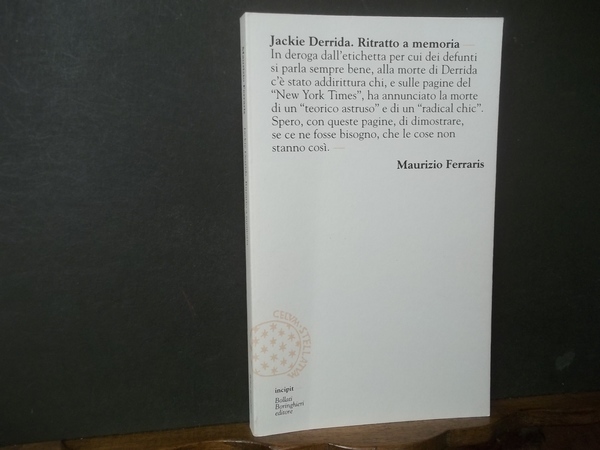 Jackie Derrida. Ritratto a memoria —
In deroga dall'etichetta per cui dei defunti
si parla sempre bene, alla morte di Derrida
c'è stato addirittura chi, e sulle pagine del
“New York Times”, ha annunciato la morte
di un “teorico astruso” e di un “radical chic”.
Spero, con queste pagine, di dimostrare,
se ce ne fosse bisogno, che le cose non
stanno così. —
Maurizio Ferraris
incipit
Bollati
Boringhieri
editore